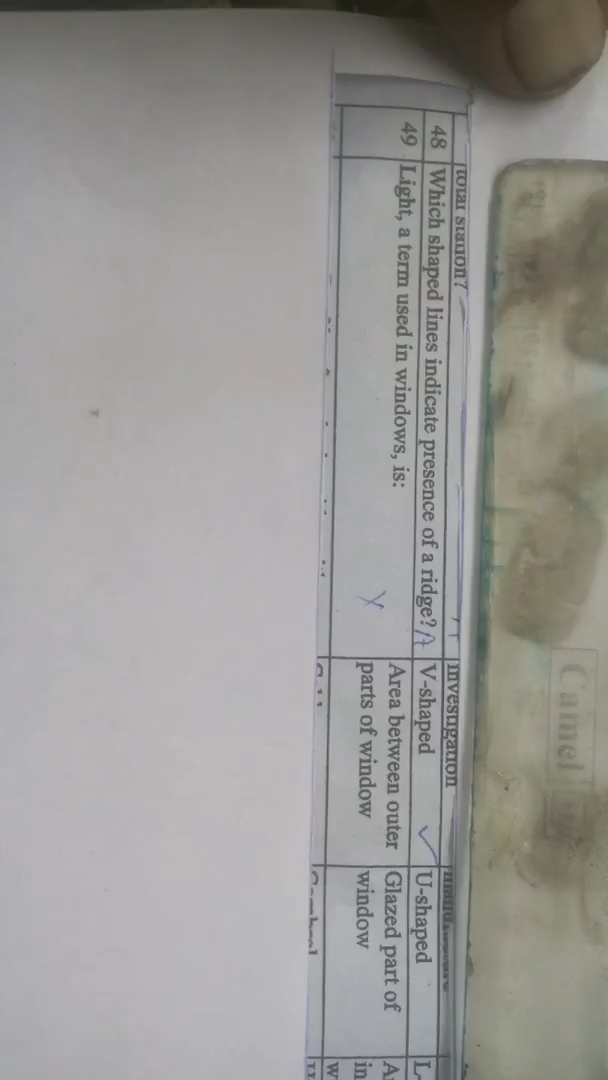 total station?
investigation
48 Which shaped lines indicate presence of a ridge? A
V-shaped
U-shaped
L-
49 Light, a term used in windows, is:
Area between outer
parts of window
Glazed part of
window
in
Camel